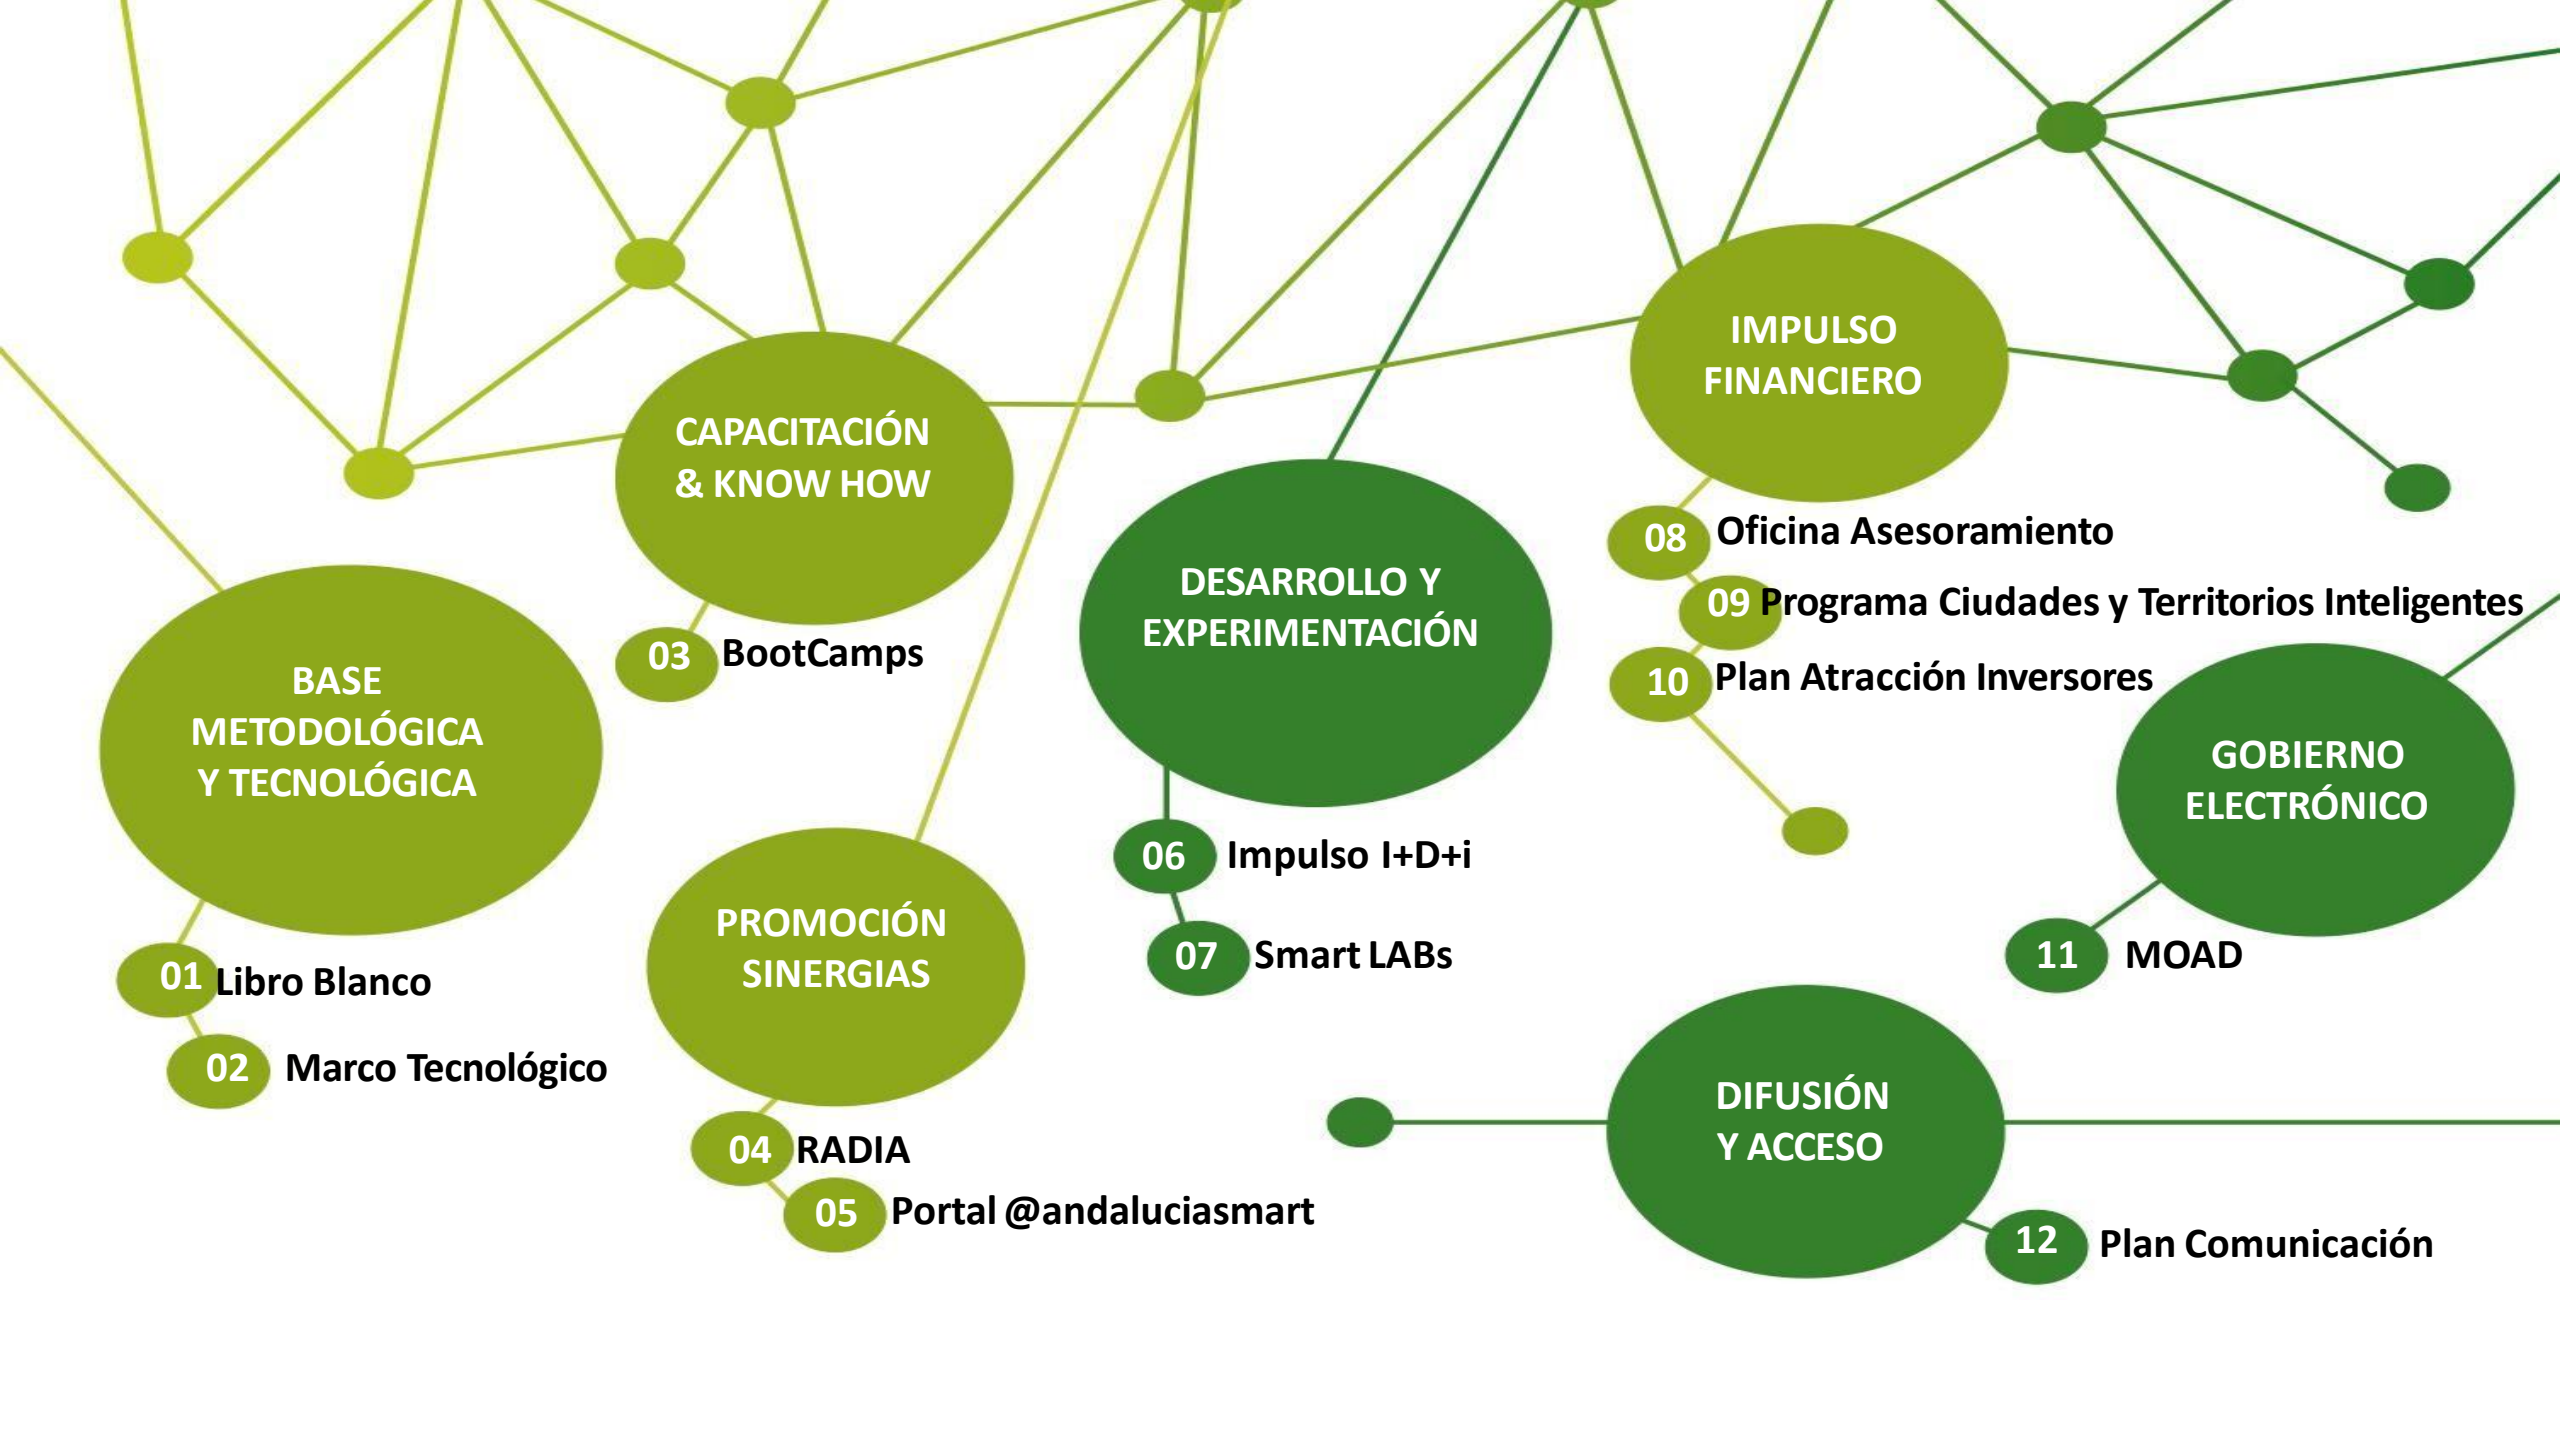 BASE
METODOLÓGICA
Y TECNOLÓGICA
01 Libro Blanco
02 Marco Tecnológico
CAPACITACIÓN
& KNOW HOW
03 BootCamps
PROMOCIÓN
SINERGIAS
04 RADIA
05 Portal @andaluciasmart
DESARROLLO Y
EXPERIMENTACIÓN
06 Impulso I+D+i
07 Smart LABs
IMPULSO
FINANCIERO
08 Oficina Asesoramiento
09 Programa Ciudades y Territorios Inteligentes
10 Plan Atracción Inversores
GOBIERNO
ELECTRÓNICO
11 MOAD
DIFUSIÓN
Y ACCESO
12 Plan Comunicación